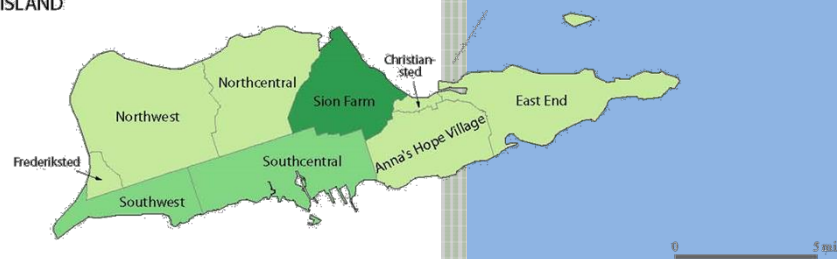 ISLAND
Christian-
sted
Northcentral
Sion Farm
East End
Northwest
Anna's Hope Village
Southcentral
Frederiksted
Southwest
0
5 mi